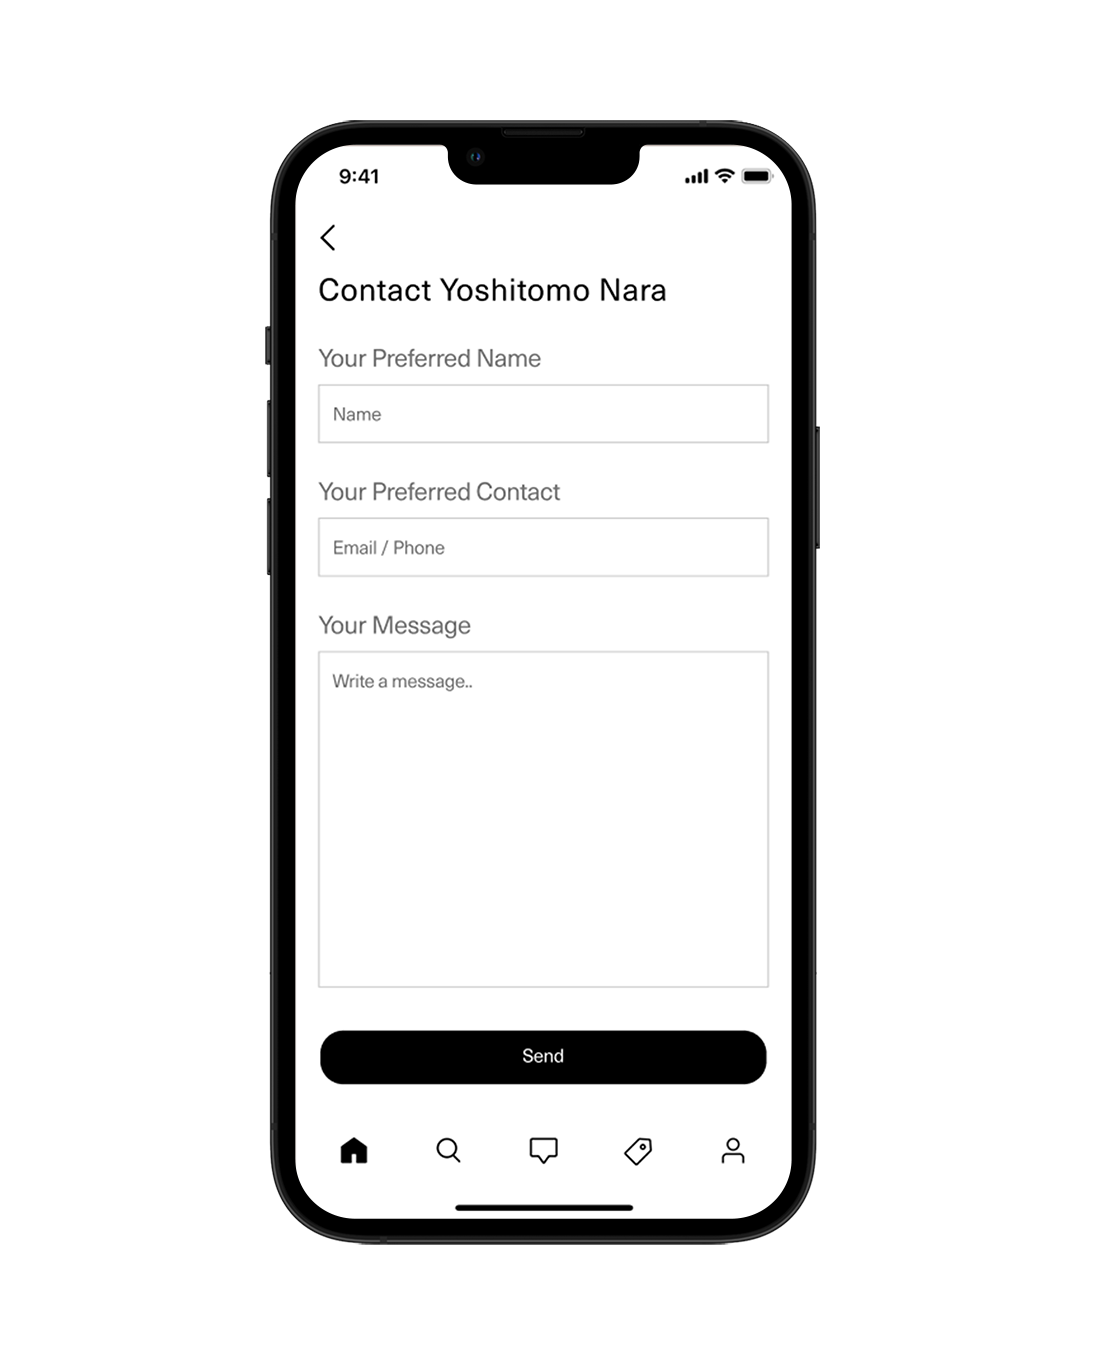 9:41
Contact Yoshitomo Nara
Your Preferred Name
Name
Your Preferred Contact
Email / Phone
Your Message
Write a message..
Send